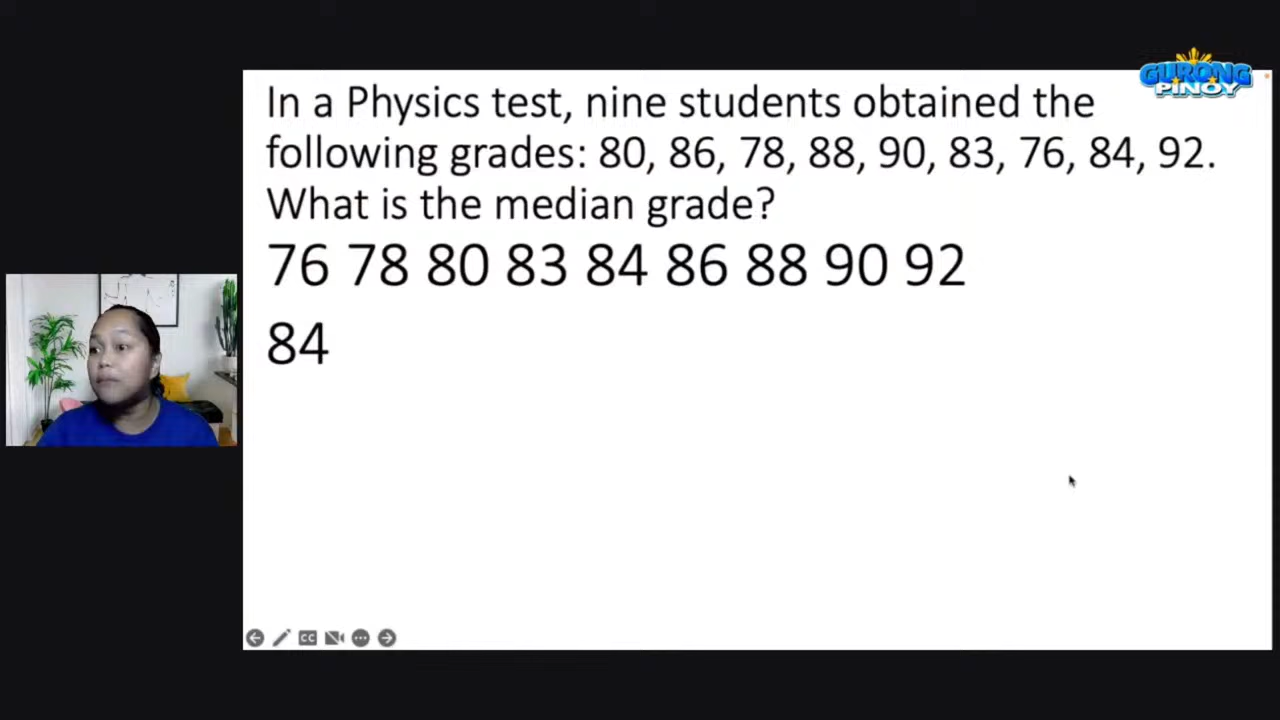 GURONG
PINOY
In a Physics test, nine students obtained the
following grades: 80, 86, 78, 88, 90, 83, 76, 84, 92.
What is the median grade?
76 78 80 83 84 86 88 90 92
84
CC